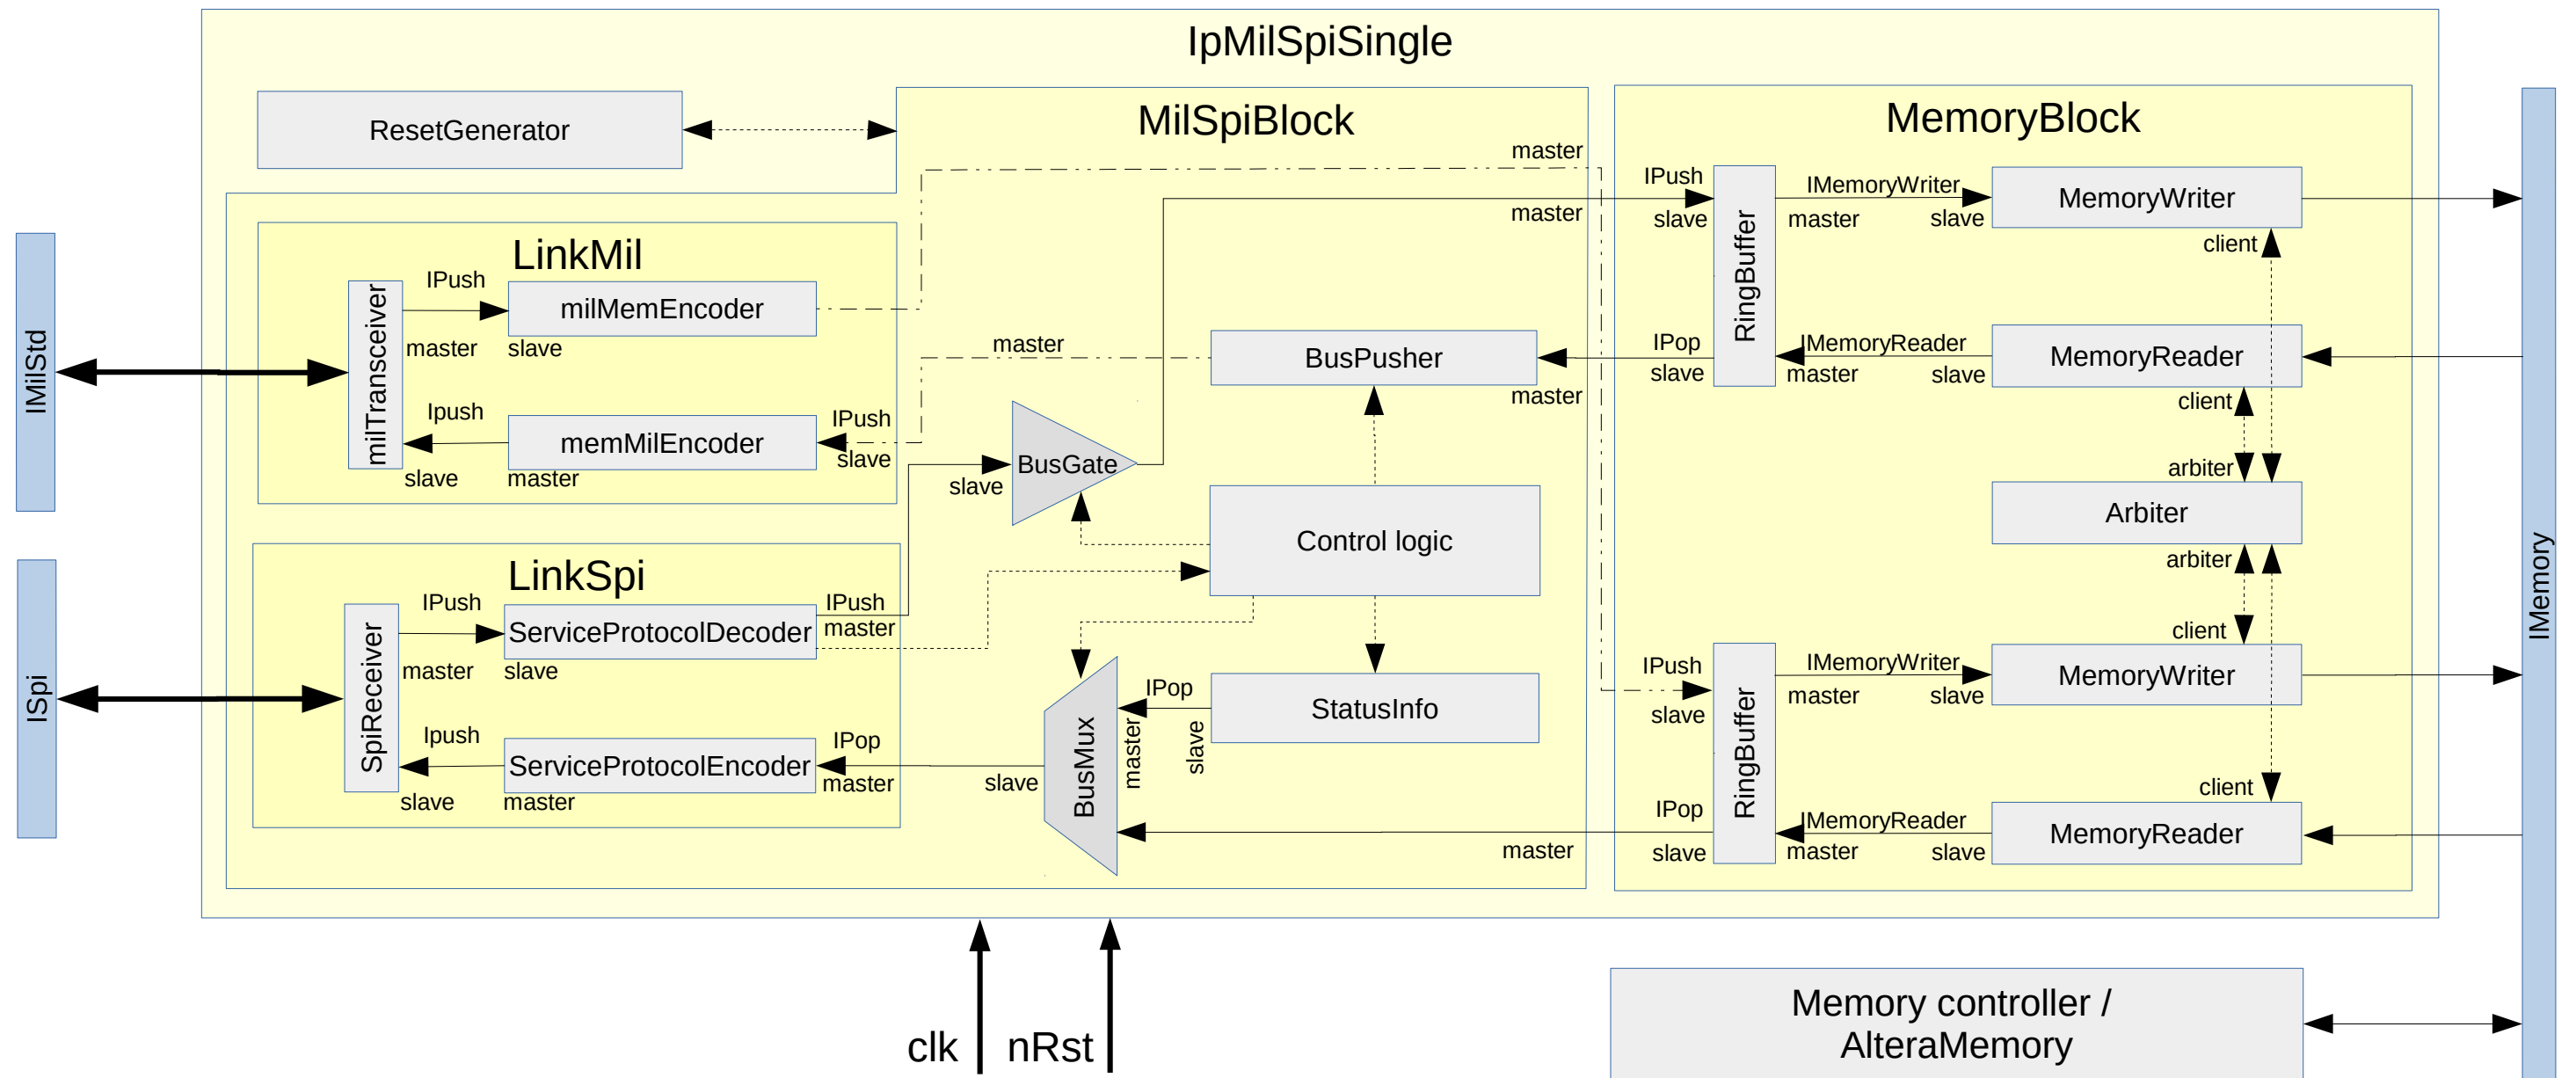 IpMilSpiSingle
ResetGenerator
MilSpiBlock
MemoryBlock
master
IPush
slave
master
RingBuffer
IMemoryWriter
master
slave
MemoryWriter
client
IMilStd
LinkMil
milTransceiver
IPush
master
slave
milMemEncoder
Ipush
slave
master
memMilEncoder
IPush
slave
master
BusPusher
master
IPop
slave
IMemoryReader
master
slave
MemoryReader
client
arbiter
Arbiter
arbiter
client
BusGate
slave
Control logic
ISpi
LinkSpi
SpiReceiver
IPush
master
slave
ServiceProtocolDecoder
IPush
master
Ipush
slave
master
ServiceProtocolEncoder
IPop
master
slave
BusMux
IPop
master
slave
StatusInfo
IPush
slave
RingBuffer
IMemoryWriter
master
slave
MemoryWriter
client
IPop
slave
master
IMemoryReader
master
slave
MemoryReader
IMemory
clk
nRst
Memory controller /
AlteraMemory